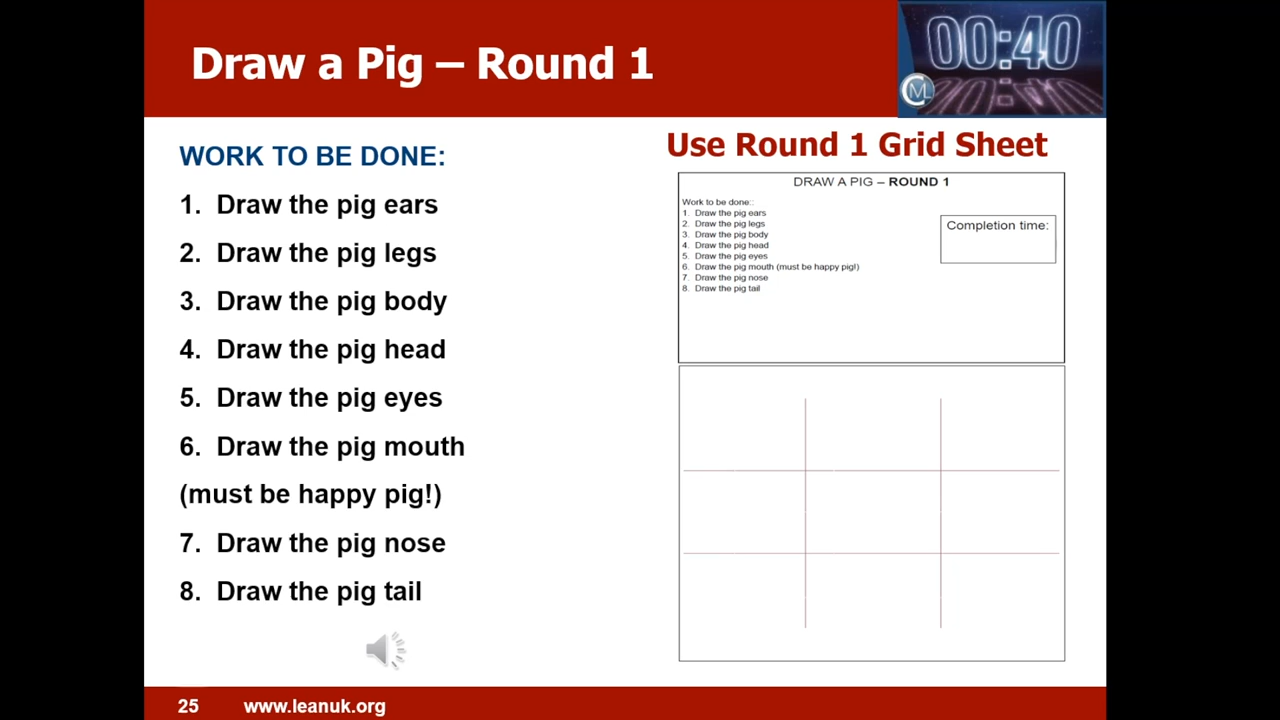 Draw a Pig – Round 1
00:40
CML
WORK TO BE DONE:
1. Draw the pig ears
2. Draw the pig legs
3. Draw the pig body
4. Draw the pig head
5. Draw the pig eyes
6. Draw the pig mouth
(must be happy pig!)
7. Draw the pig nose
8. Draw the pig tail
Use Round 1 Grid Sheet
DRAW A PIG – ROUND 1
Work to be done::
1. Draw the pig ears
2. Draw the pig legs
3. Draw the pig body
4. Draw the pig head
5. Draw the pig eyes
6. Draw the pig mouth (must be happy pig!)
7. Draw the pig nose
8. Draw the pig tail
Completion time:
25 www.leanuk.org